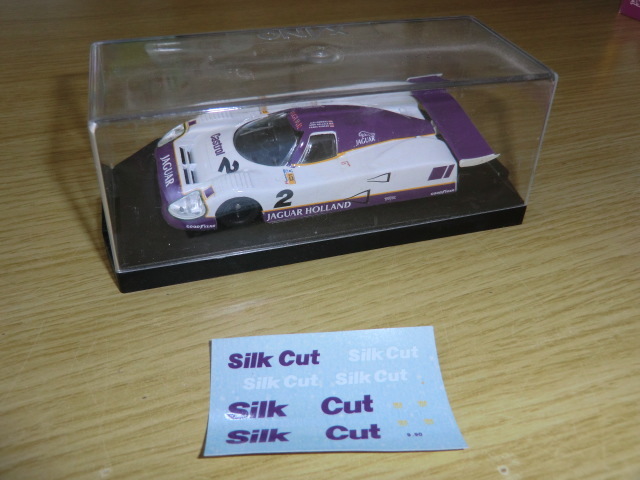 ONYX
Castrol
2
JAGUAR
JAGUAR
2
JAGUAR HOLLAND
GOODYEAR
GOODYEAR
Silk Cut
Silk Cut
Silk Cut
Silk Cut
Silk Cut
Silk Cut